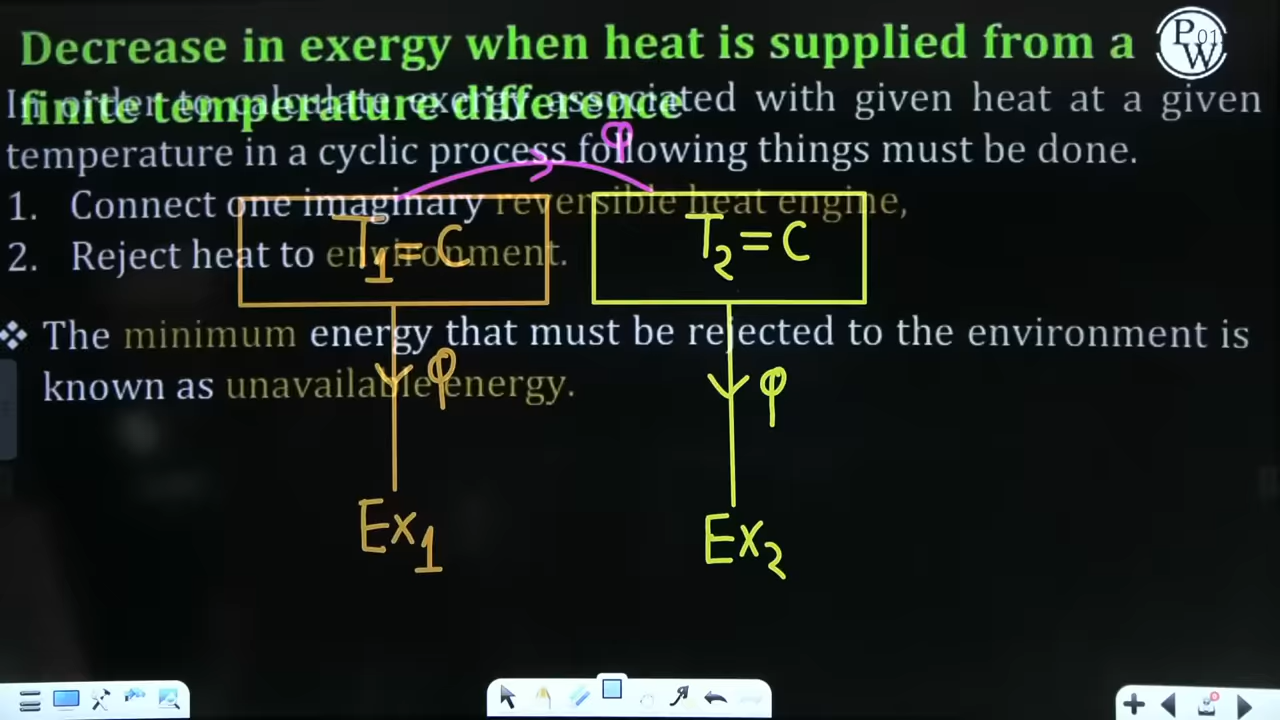 Decrease in exergy when heat is supplied from a
finite temperature difference
PW 01
In order to calculate exergy associated with given heat at a given
temperature in a cyclic process following things must be done.
1. Connect one imaginary reversible heat engine,
2. Reject heat to environment.
❖ The minimum energy that must be rejected to the environment is
known as unavailable energy.
φ
T1=C
T2=C
φ
φ
Ex1
Ex2